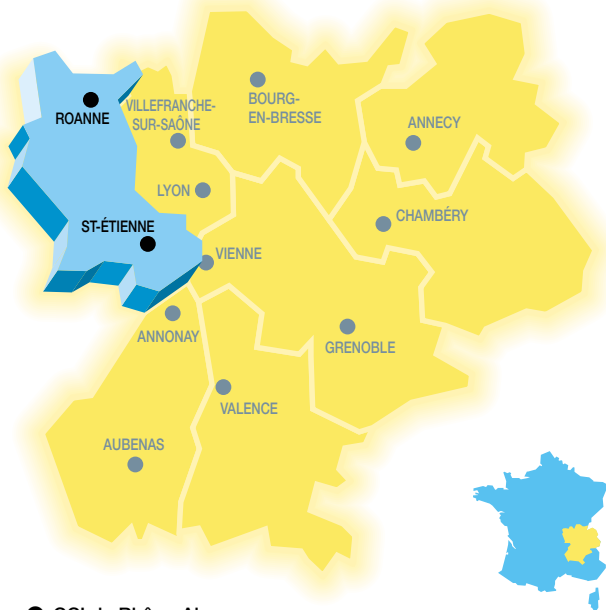 ROANNE
VILLEFRANCHE-
SUR-SAÔNE
BOURG-
EN-BRESSE
ANNECY
LYON
CHAMBÉRY
ST-ÉTIENNE
VIENNE
ANNONAY
GRENOBLE
VALENCE
AUBENAS